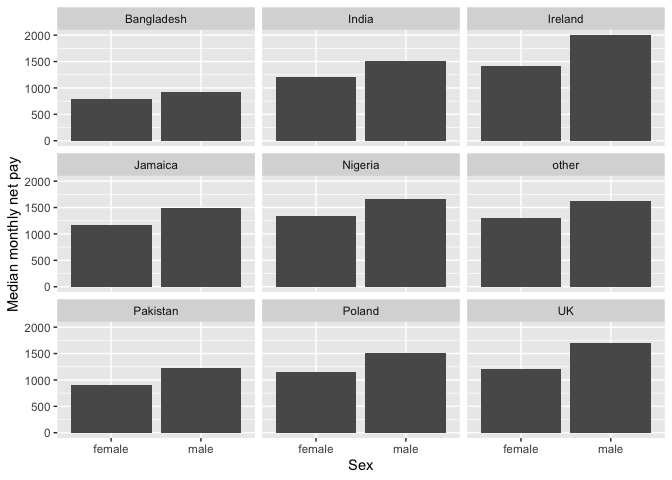 Bangladesh India Ireland
2000
1500
1000
500
0
Jamaica Nigeria other
2000
1500
1000
500
0
Pakistan Poland UK
2000
1500
1000
500
0
female male female male female male
Sex
Median monthly net pay